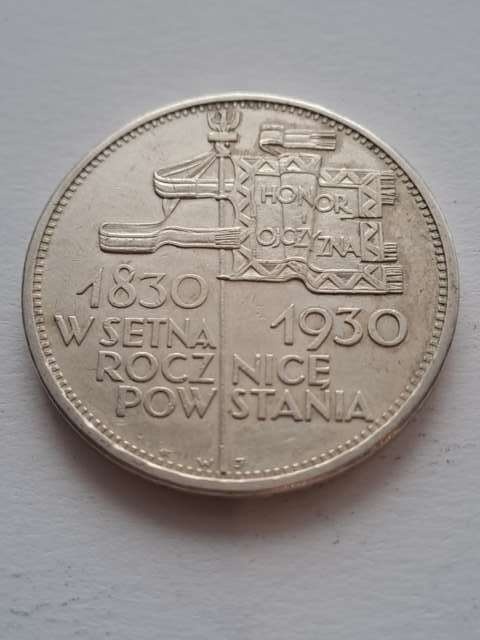 HONOR
I
OJCZYZNA
1830
1930
W SETNĄ
ROCZNICĘ
POWSTANIA